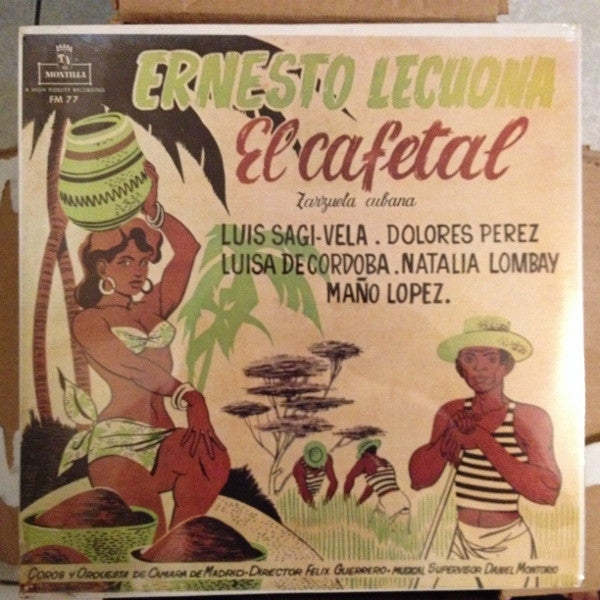 MONTILLA
A HIGH FIDELITY RECORDING
FM 77
ERNESTO LECUONA
El cafetal
Zarzuela cubana
LUIS SAGI-VELA . DOLORES PEREZ
LUISA DE CORDOBA . NATALIA LOMBAY
MAÑO LOPEZ.
COROS Y ORQUESTA DE CAMARA DE MADRID - DIRECTOR FELIX GUERRERO - MUSICAL SUPERVISOR DANIEL MONTORIO